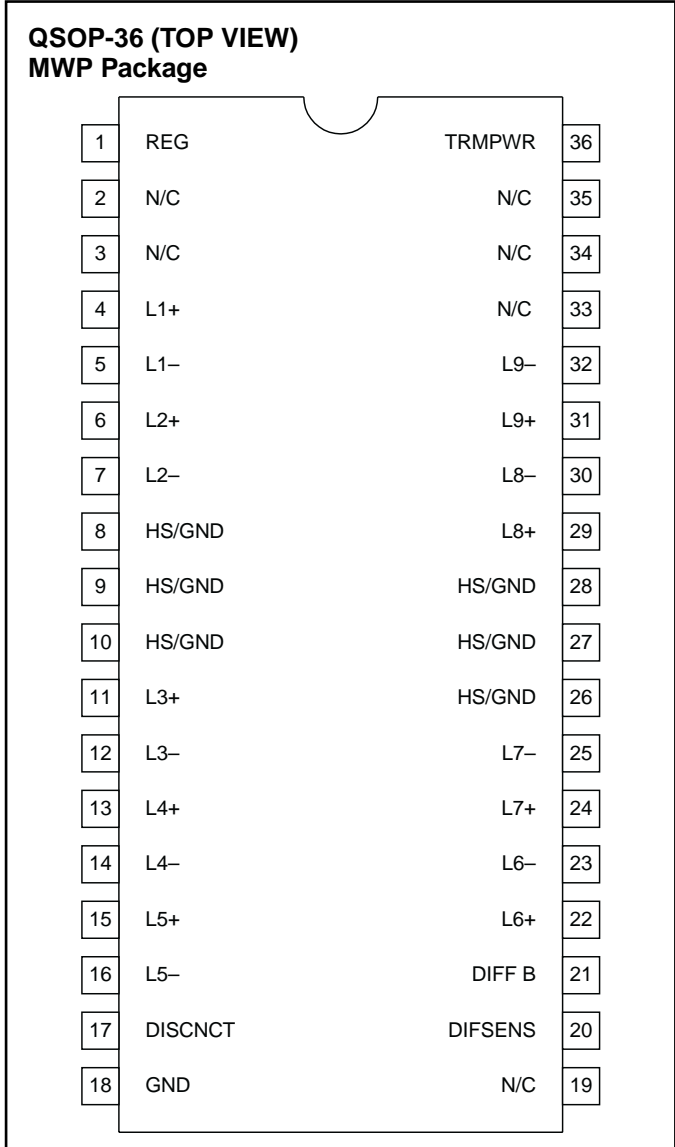 QSOP-36 (TOP VIEW)
MWP Package
1 REG TRMPWR 36
2 N/C N/C 35
3 N/C N/C 34
4 L1+ N/C 33
5 L1– L9– 32
6 L2+ L9+ 31
7 L2– L8– 30
8 HS/GND L8+ 29
9 HS/GND HS/GND 28
10 HS/GND HS/GND 27
11 L3+ HS/GND 26
12 L3– L7– 25
13 L4+ L7+ 24
14 L4– L6– 23
15 L5+ L6+ 22
16 L5– DIFF B 21
17 DISCNCT DIFSENS 20
18 GND N/C 19